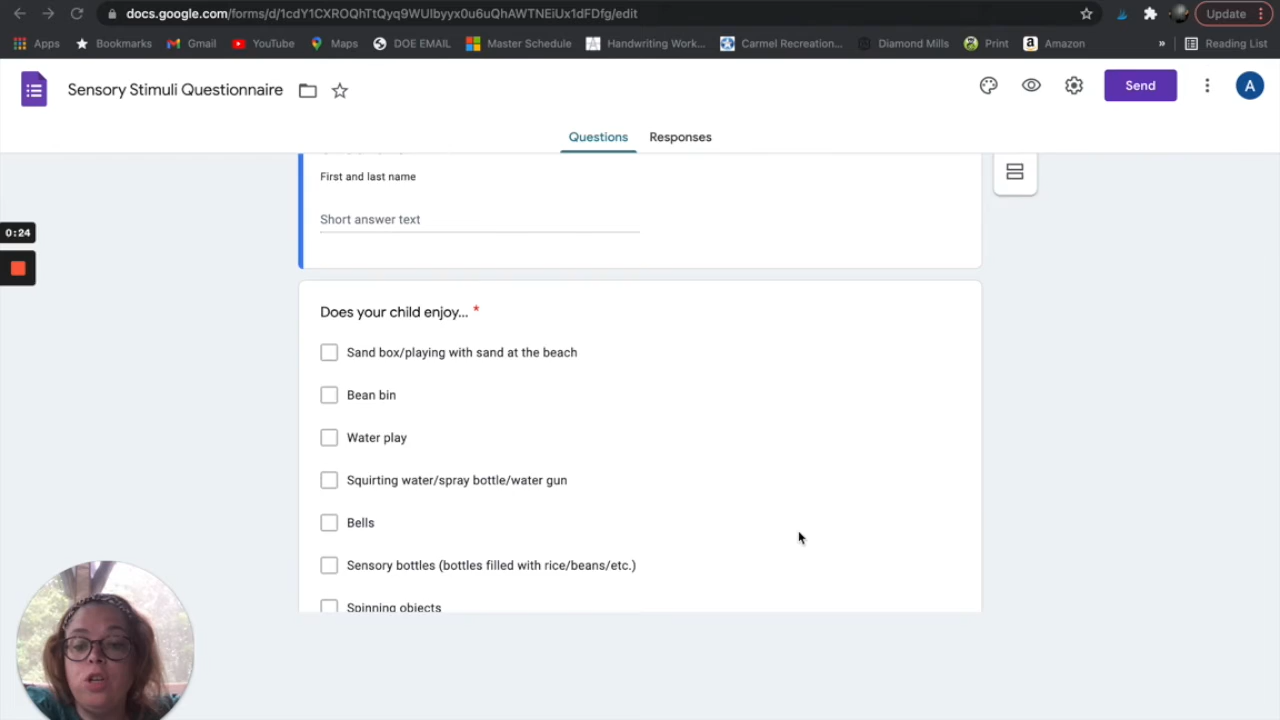 docs.google.com/forms/d/1cdY1CXROQhTtQyq9WUIbyyx0u6uQhAWTNEiUx1dFDfg/edit
Update
Apps
Bookmarks
Gmail
YouTube
Maps
DOE EMAIL
Master Schedule
Handwriting Work...
Carmel Recreation...
Diamond Mills
Print
Amazon
»
Reading List
Sensory Stimuli Questionnaire
Send
A
Questions
Responses
First and last name
Short answer text
0:24
Does your child enjoy... *
Sand box/playing with sand at the beach
Bean bin
Water play
Squirting water/spray bottle/water gun
Bells
Sensory bottles (bottles filled with rice/beans/etc.)
Spinning objects